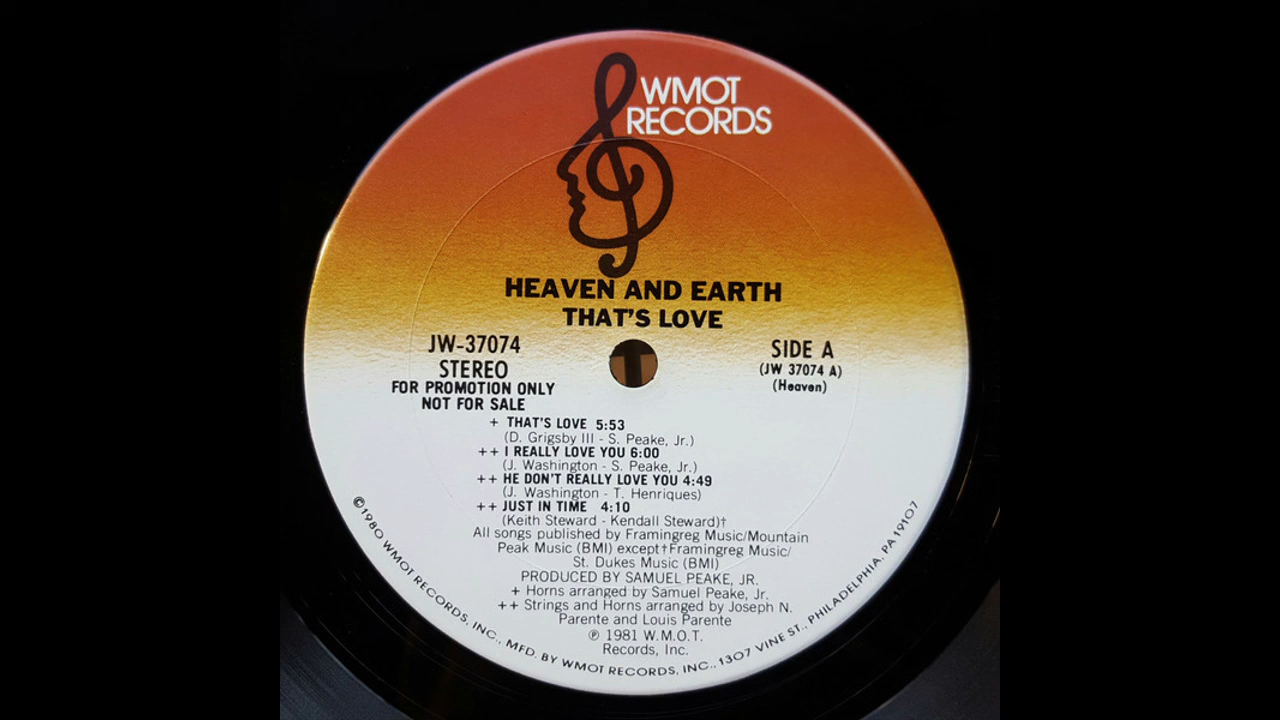 WMOT
RECORDS
HEAVEN AND EARTH
THAT'S LOVE
JW-37074
STEREO
FOR PROMOTION ONLY
NOT FOR SALE
SIDE A
(JW 37074 A)
(Heaven)
+ THAT'S LOVE 5:53
(D. Grigsby III - S. Peake, Jr.)
++ I REALLY LOVE YOU 6:00
(J. Washington - S. Peake, Jr.)
++ HE DON'T REALLY LOVE YOU 4:49
(J. Washington - T. Henriques)
++ JUST IN TIME 4:10
(Keith Steward - Kendall Steward)†
All songs published by Framingreg Music/Mountain
Peak Music (BMI) except†Framingreg Music/
St. Dukes Music (BMI)
PRODUCED BY SAMUEL PEAKE, JR.
+ Horns arranged by Samuel Peake, Jr.
++ Strings and Horns arranged by Joseph N.
Parente and Louis Parente
℗ 1981 W.M.O.T.
Records, Inc.
©1980 WMOT RECORDS, INC., MFD. BY WMOT RECORDS, INC., 1307 VINE ST., PHILADELPHIA, PA 19107